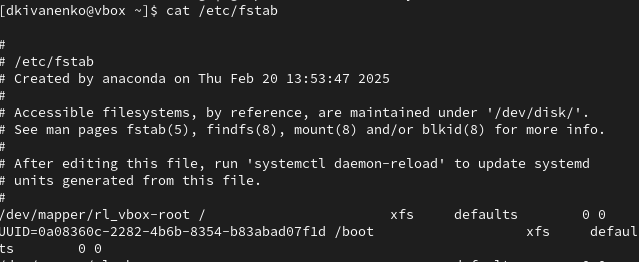 [dkivanenko@vbox ~]$ cat /etc/fstab
#
# /etc/fstab
# Created by anaconda on Thu Feb 20 13:53:47 2025
#
# Accessible filesystems, by reference, are maintained under '/dev/disk/'.
# See man pages fstab(5), findfs(8), mount(8) and/or blkid(8) for more info.
#
# After editing this file, run 'systemctl daemon-reload' to update systemd
# units generated from this file.
#
/dev/mapper/rl_vbox-root /                       xfs     defaults        0 0
UUID=0a08360c-2282-4b6b-8354-b83abad07f1d /boot                   xfs     defaul
ts        0 0